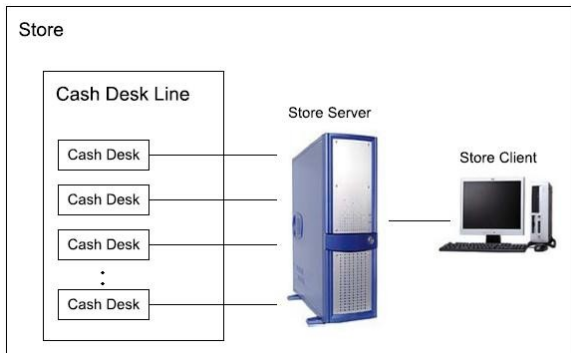 Store
Cash Desk Line
Store Server
Store Client
Cash Desk
Cash Desk
Cash Desk
Cash Desk